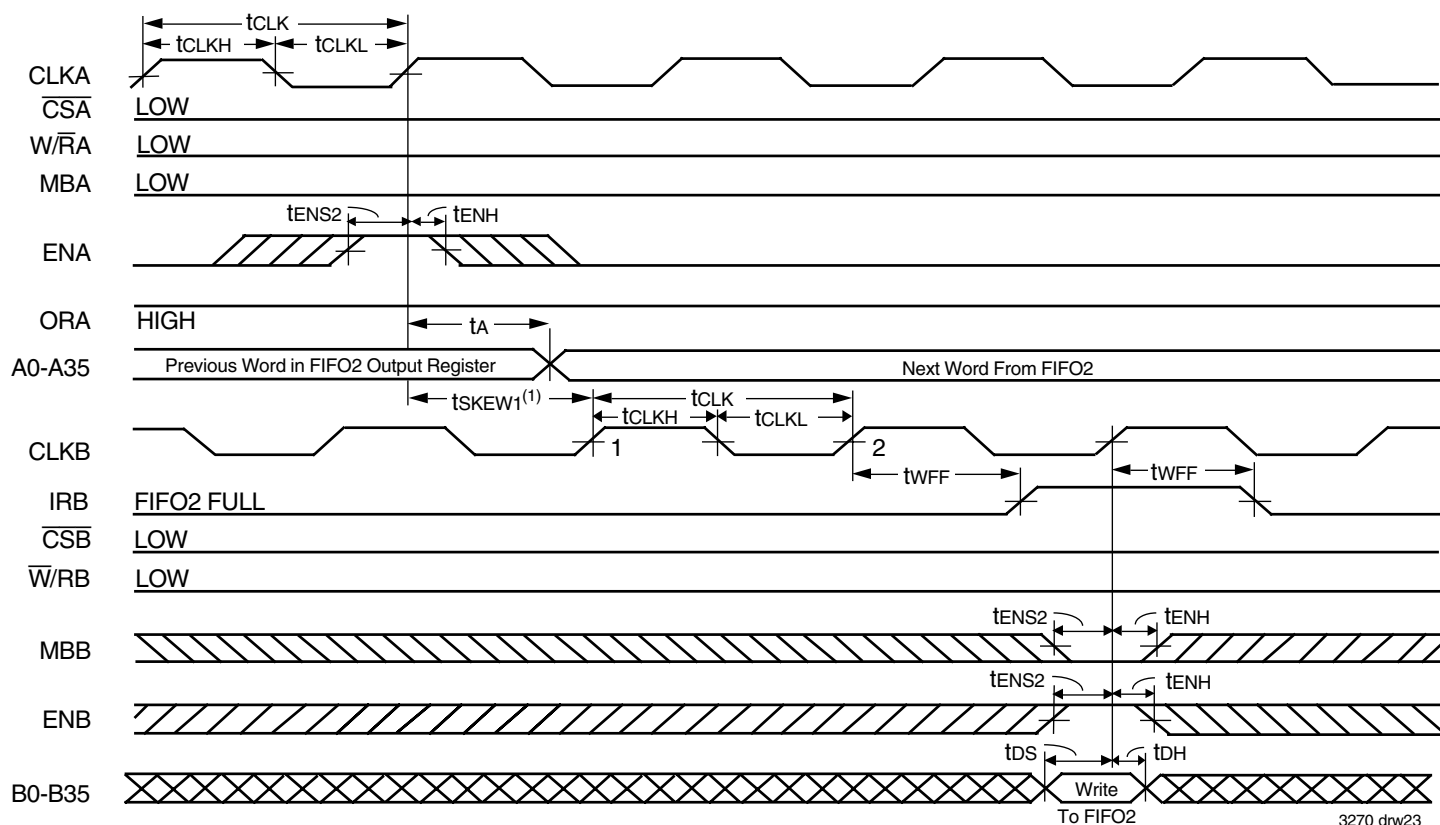 tCLK
tCLKH tCLKL
CLKA
CSA LOW
W/RA LOW
MBA LOW
tENS2 tENH
ENA
ORA HIGH
tA
A0-A35 Previous Word in FIFO2 Output Register Next Word From FIFO2
tSKEW1(1) tCLK
tCLKH tCLKL
CLKB 1 2
tWFF tWFF
IRB FIFO2 FULL
CSB LOW
W/RB LOW
tENS2 tENH
MBB
tENS2 tENH
ENB
tDS tDH
B0-B35 Write
To FIFO2
3270 drw23